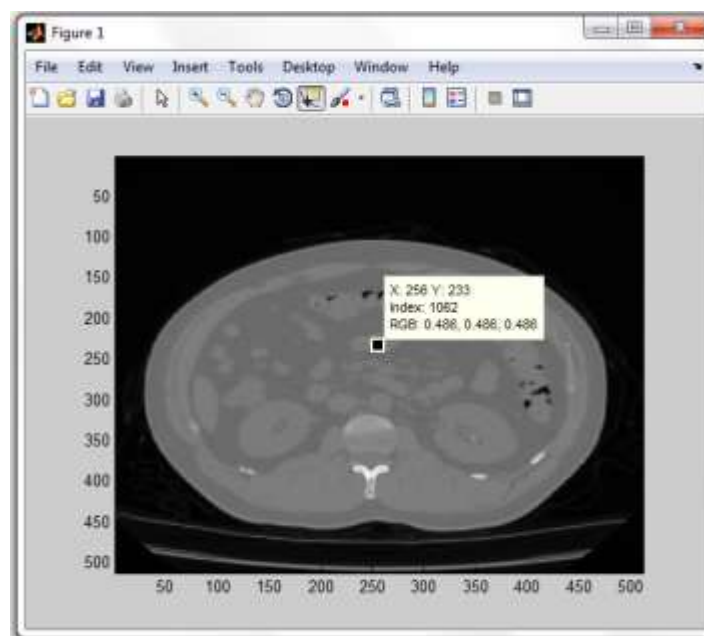 Figure 1
File Edit View Insert Tools Desktop Window Help
50
100
150
200
250
300
350
400
450
500
X: 256 Y: 233
Index: 1062
RGB: 0.486, 0.486, 0.486
50 100 150 200 250 300 350 400 450 500